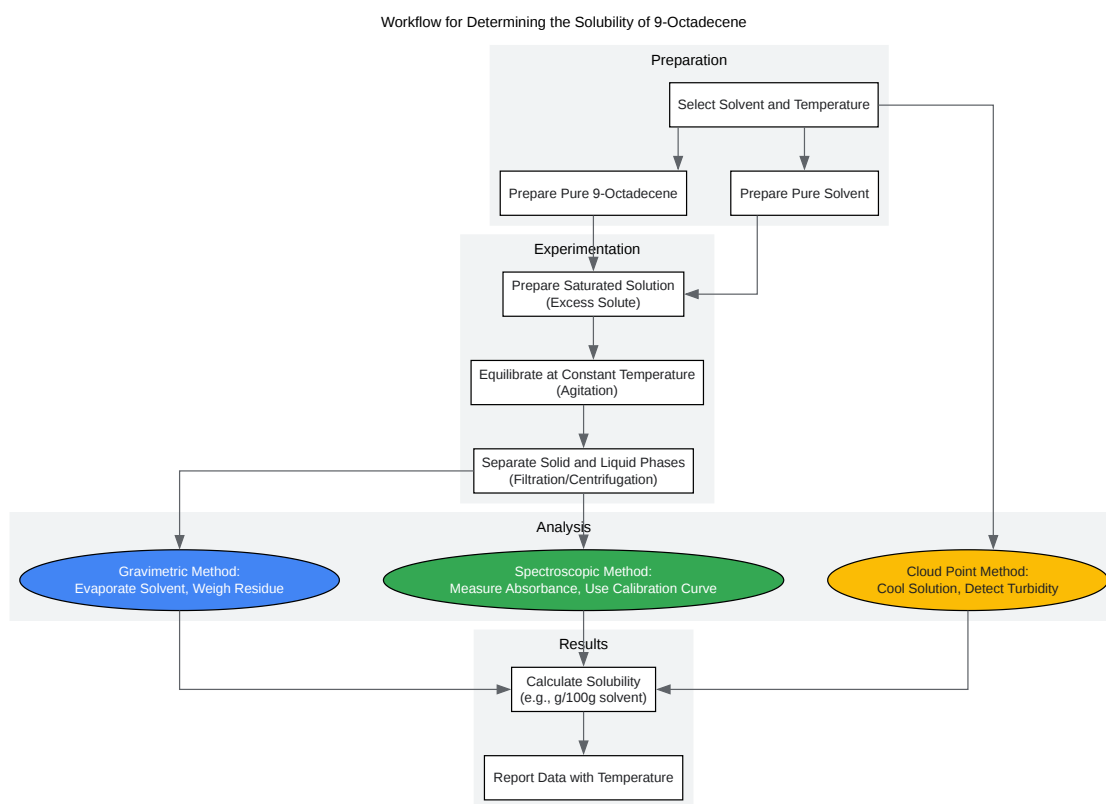 Workflow for Determining the Solubility of 9-Octadecene
Preparation
Select Solvent and Temperature
Prepare Pure 9-Octadecene
Prepare Pure Solvent
Experimentation
Prepare Saturated Solution
(Excess Solute)
Equilibrate at Constant Temperature
(Agitation)
Separate Solid and Liquid Phases
(Filtration/Centrifugation)
Analysis
Gravimetric Method:
Evaporate Solvent, Weigh Residue
Spectroscopic Method:
Measure Absorbance, Use Calibration Curve
Cloud Point Method:
Cool Solution, Detect Turbidity
Results
Calculate Solubility
(e.g., g/100g solvent)
Report Data with Temperature